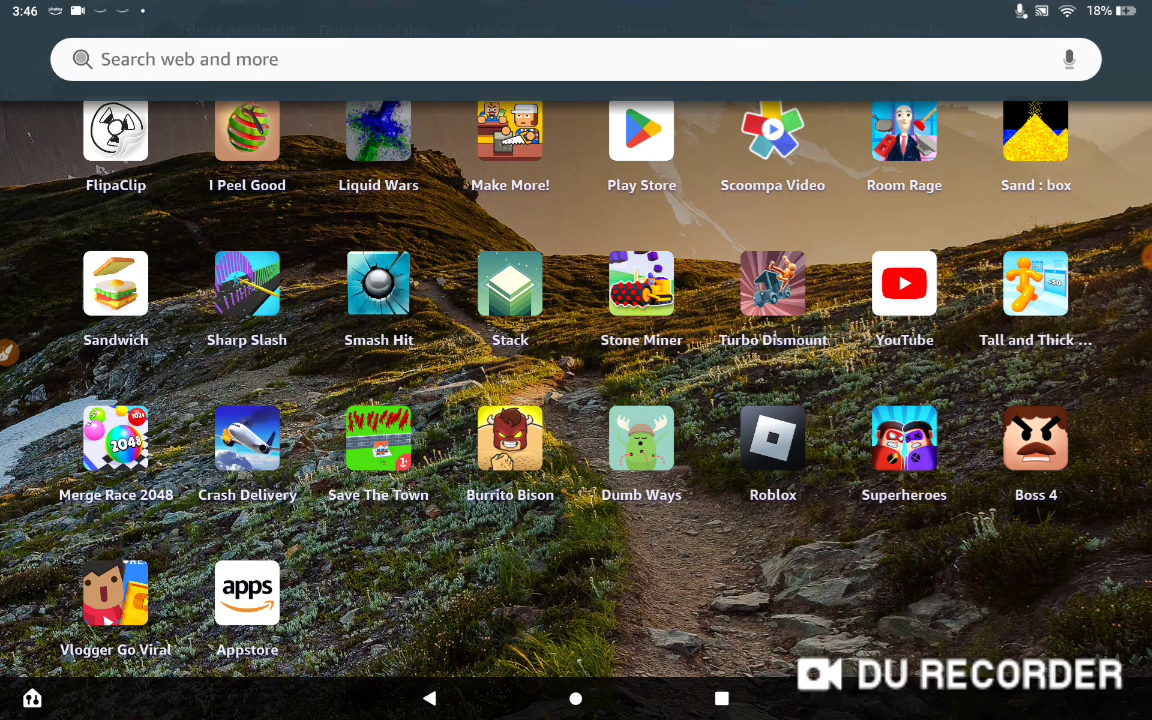 3:46
18%
Search web and more
FlipaClip
I Peel Good
Liquid Wars
Make More!
Play Store
Scoompa Video
Room Rage
Sand : box
Sandwich
Sharp Slash
Smash Hit
Stack
Stone Miner
Turbo Dismount
YouTube
Tall and Thick ...
2048
Merge Race 2048
Crash Delivery
Save The Town
Burrito Bison
Dumb Ways
Roblox
Superheroes
Boss 4
apps
Vlogger Go Viral
Appstore
DU RECORDER